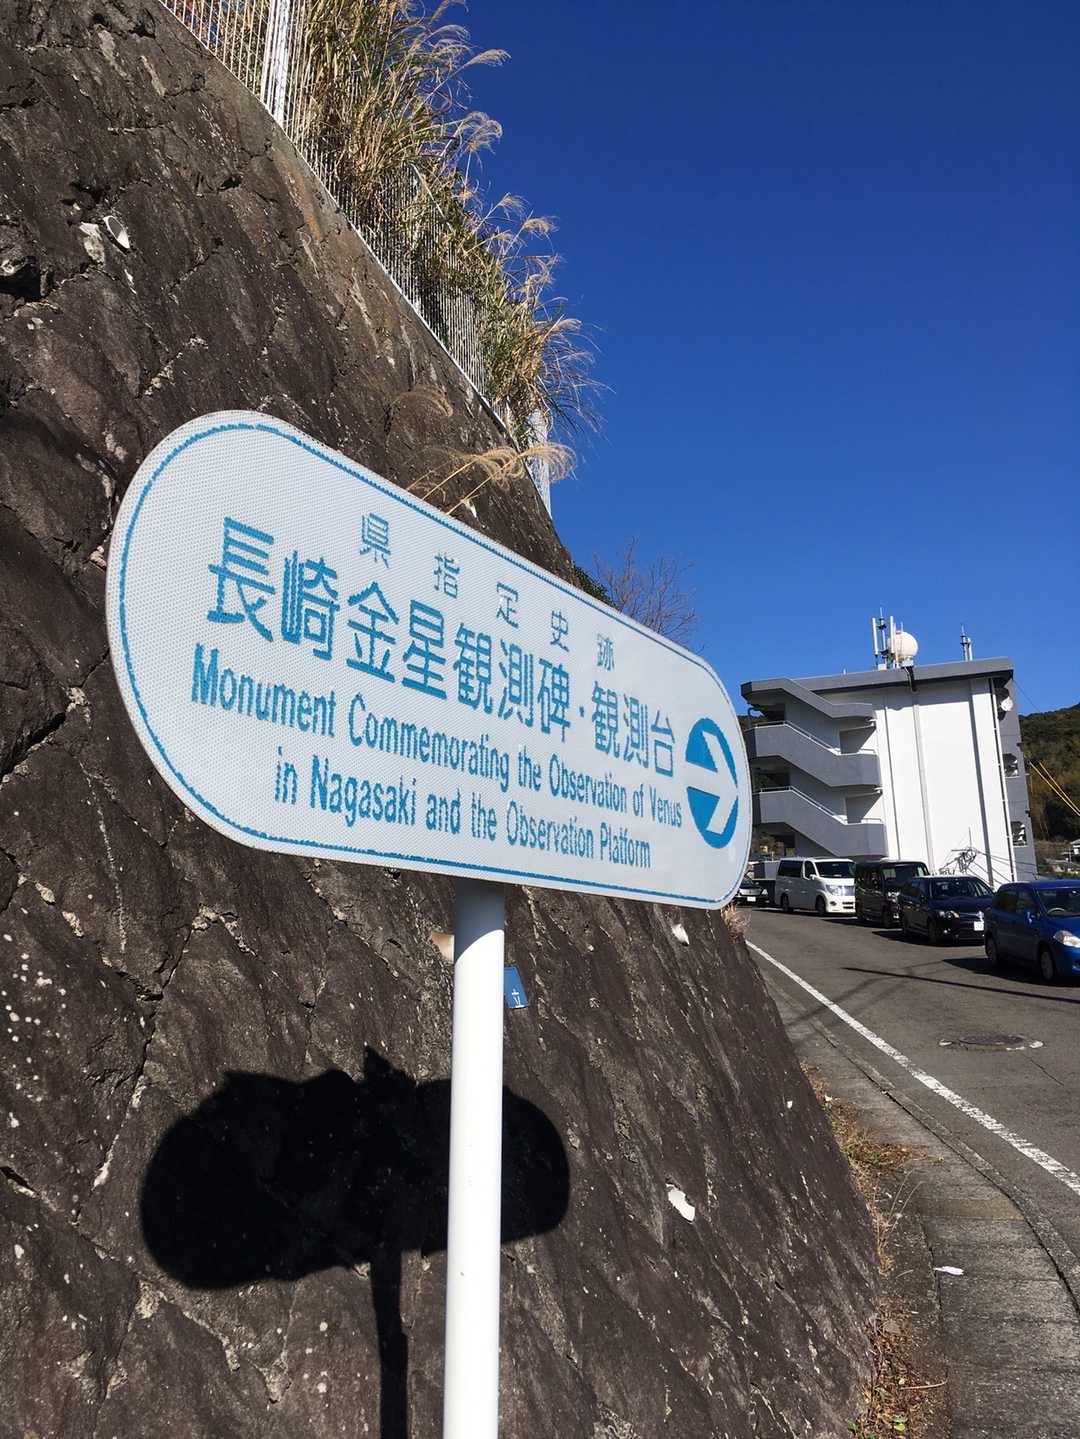 県指定史跡
長崎金星観測碑・観測台
Monument Commemorating the Observation of Venus
in Nagasaki and the Observation Platform
立